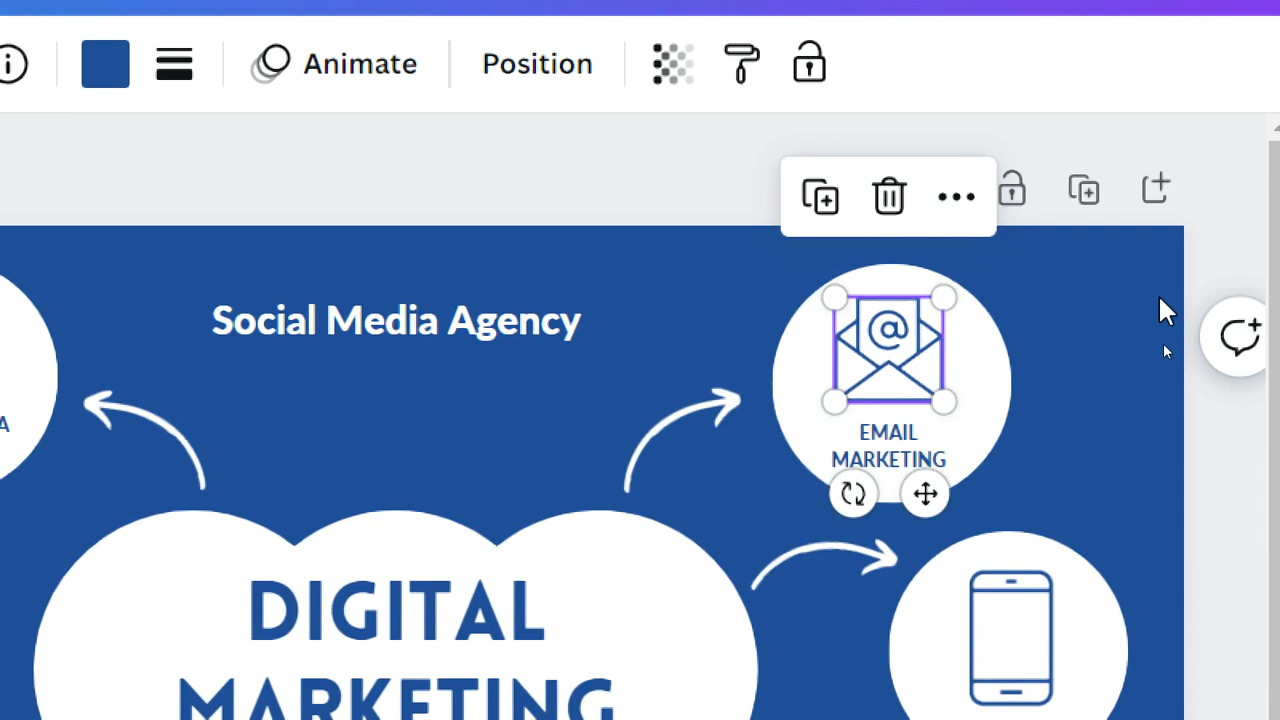 Animate
Position
Social Media Agency
A
@
EMAIL
MARKETING
DIGITAL
MARKETING